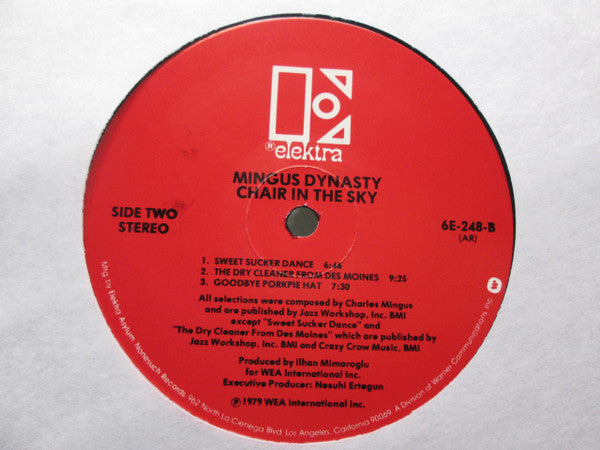 ® elektra
MINGUS DYNASTY
CHAIR IN THE SKY
SIDE TWO
STEREO
6E-248-B
(AR)
1. SWEET SUCKER DANCE 6:46
2. THE DRY CLEANER FROM DES MOINES 9:25
3. GOODBYE PORKPIE HAT 7:30
All selections were composed by Charles Mingus
and are published by Jazz Workshop, Inc. BMI
except "Sweet Sucker Dance" and
"The Dry Cleaner From Des Moines" which are published by
Jazz Workshop, Inc. BMI and Crazy Crow Music, BMI
Produced by Ilhan Mimaroglu
for WEA International Inc.
Executive Producer: Nesuhi Ertegun
℗ 1979 WEA International Inc.
Mfg. by Elektra/Asylum/Nonesuch Records, 962 North La Cienega Blvd. Los Angeles, California 90069. A Division of Warner Communications Inc.